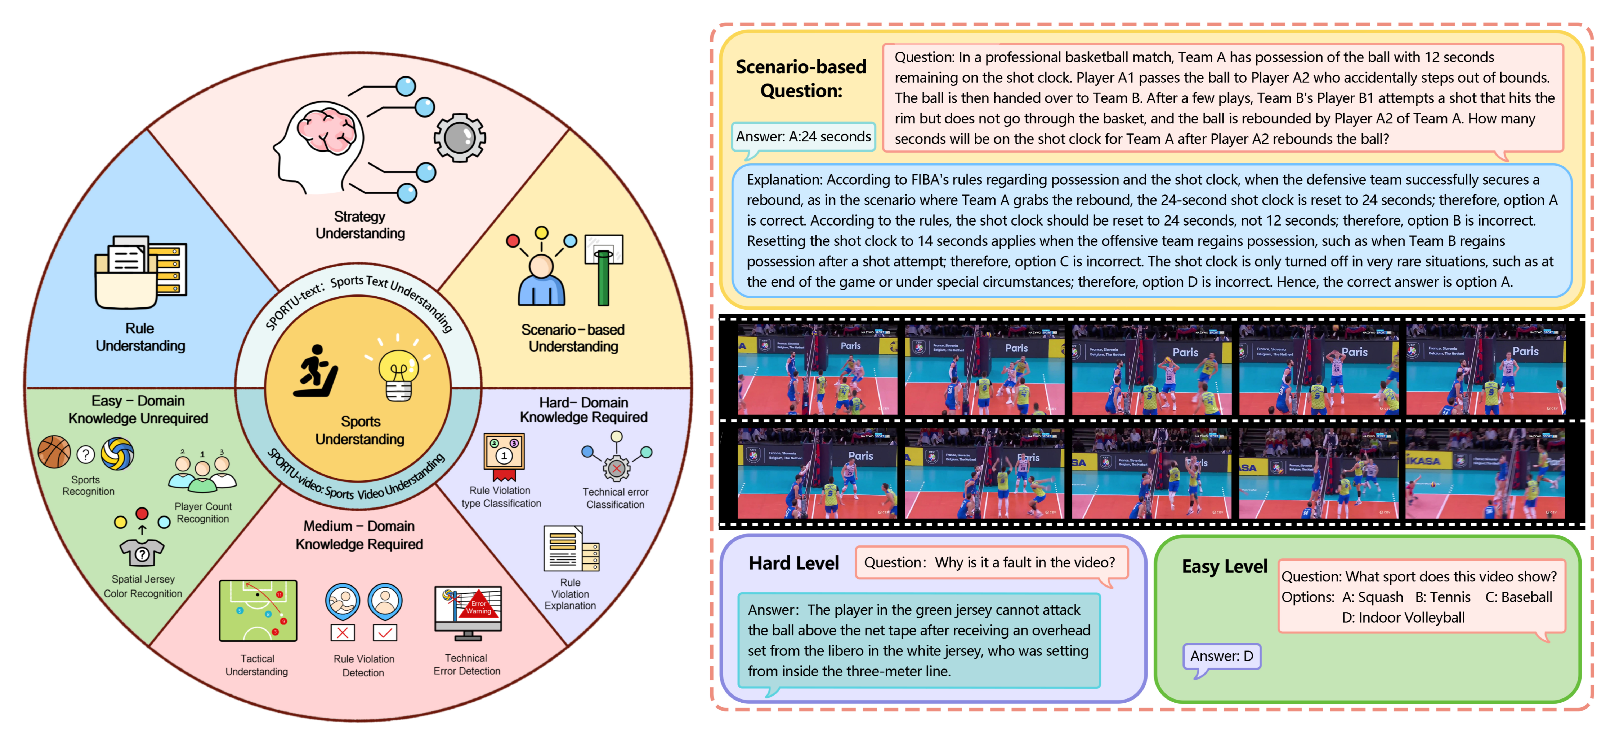 Strategy
Understanding
Rule
Understanding
Scenario-based
Understanding
SPORTU-text: Sports Text Understanding
Sports
Understanding
SPORTU-video: Sports Video Understanding
Easy - Domain
Knowledge Unrequired
Sports
Recognition
Player Count
Recognition
Spatial Jersey
Color Recognition
Medium - Domain
Knowledge Required
Tactical
Understanding
Rule Violation
Detection
Error
Warning
Technical
Error Detection
Hard- Domain
Knowledge Required
Rule Violation
type Classification
Technical error
Classification
Rule
Violation
Explanation
Scenario-based
Question:
Question: In a professional basketball match, Team A has possession of the ball with 12 seconds
remaining on the shot clock. Player A1 passes the ball to Player A2 who accidentally steps out of bounds.
The ball is then handed over to Team B. After a few plays, Team B's Player B1 attempts a shot that hits the
rim but does not go through the basket, and the ball is rebounded by Player A2 of Team A. How many
seconds will be on the shot clock for Team A after Player A2 rebounds the ball?
Answer: A:24 seconds
Explanation: According to FIBA's rules regarding possession and the shot clock, when the defensive team successfully secures a
rebound, as in the scenario where Team A grabs the rebound, the 24-second shot clock is reset to 24 seconds; therefore, option A
is correct. According to the rules, the shot clock should be reset to 24 seconds, not 12 seconds; therefore, option B is incorrect.
Resetting the shot clock to 14 seconds applies when the offensive team regains possession, such as when Team B regains
possession after a shot attempt; therefore, option C is incorrect. The shot clock is only turned off in very rare situations, such as at
the end of the game or under special circumstances; therefore, option D is incorrect. Hence, the correct answer is option A.
Paris
Paris
Paris
Paris
Paris
Paris
Hard Level
Question: Why is it a fault in the video?
Answer: The player in the green jersey cannot attack
the ball above the net tape after receiving an overhead
set from the libero in the white jersey, who was setting
from inside the three-meter line.
Easy Level
Question: What sport does this video show?
Options: A: Squash B: Tennis C: Baseball
D: Indoor Volleyball
Answer: D